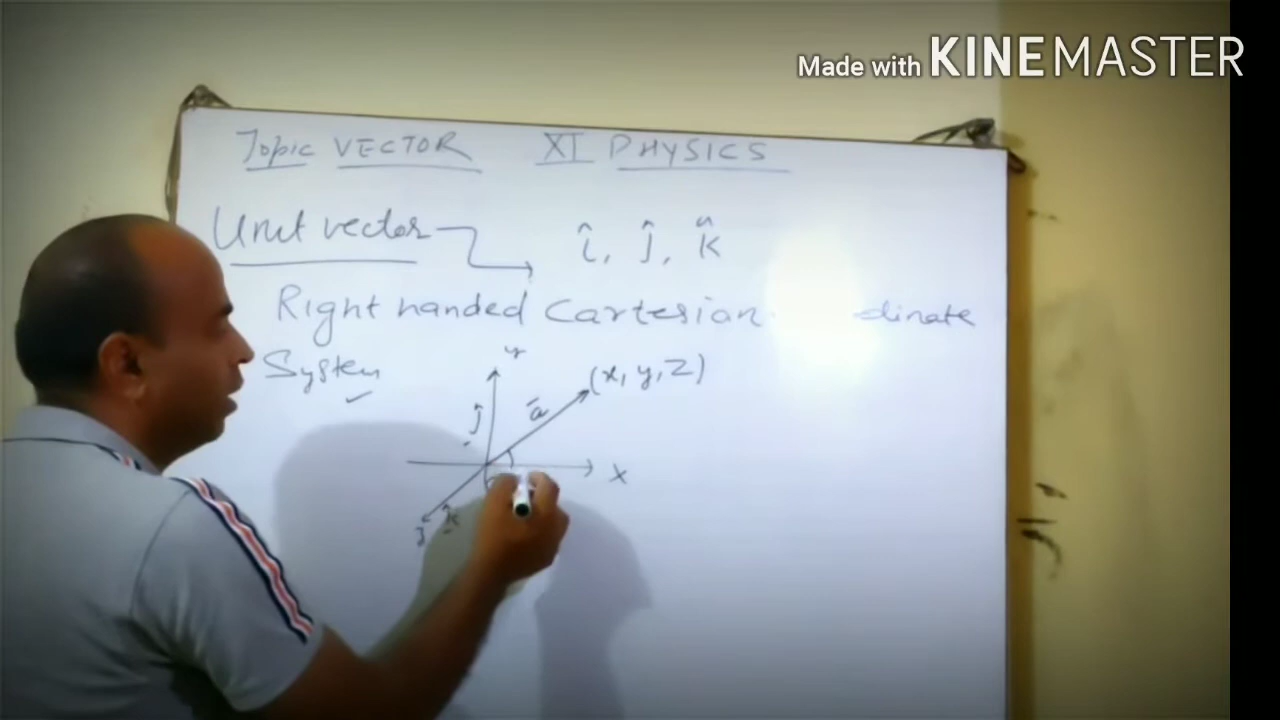 Made with KINEMASTER
Topic VECTOR XI PHYSICS
Unit vector î, ĵ, k̂
Right handed Cartesian dinate
System
y
(x, y, z)
ĵ
a
x
k̂